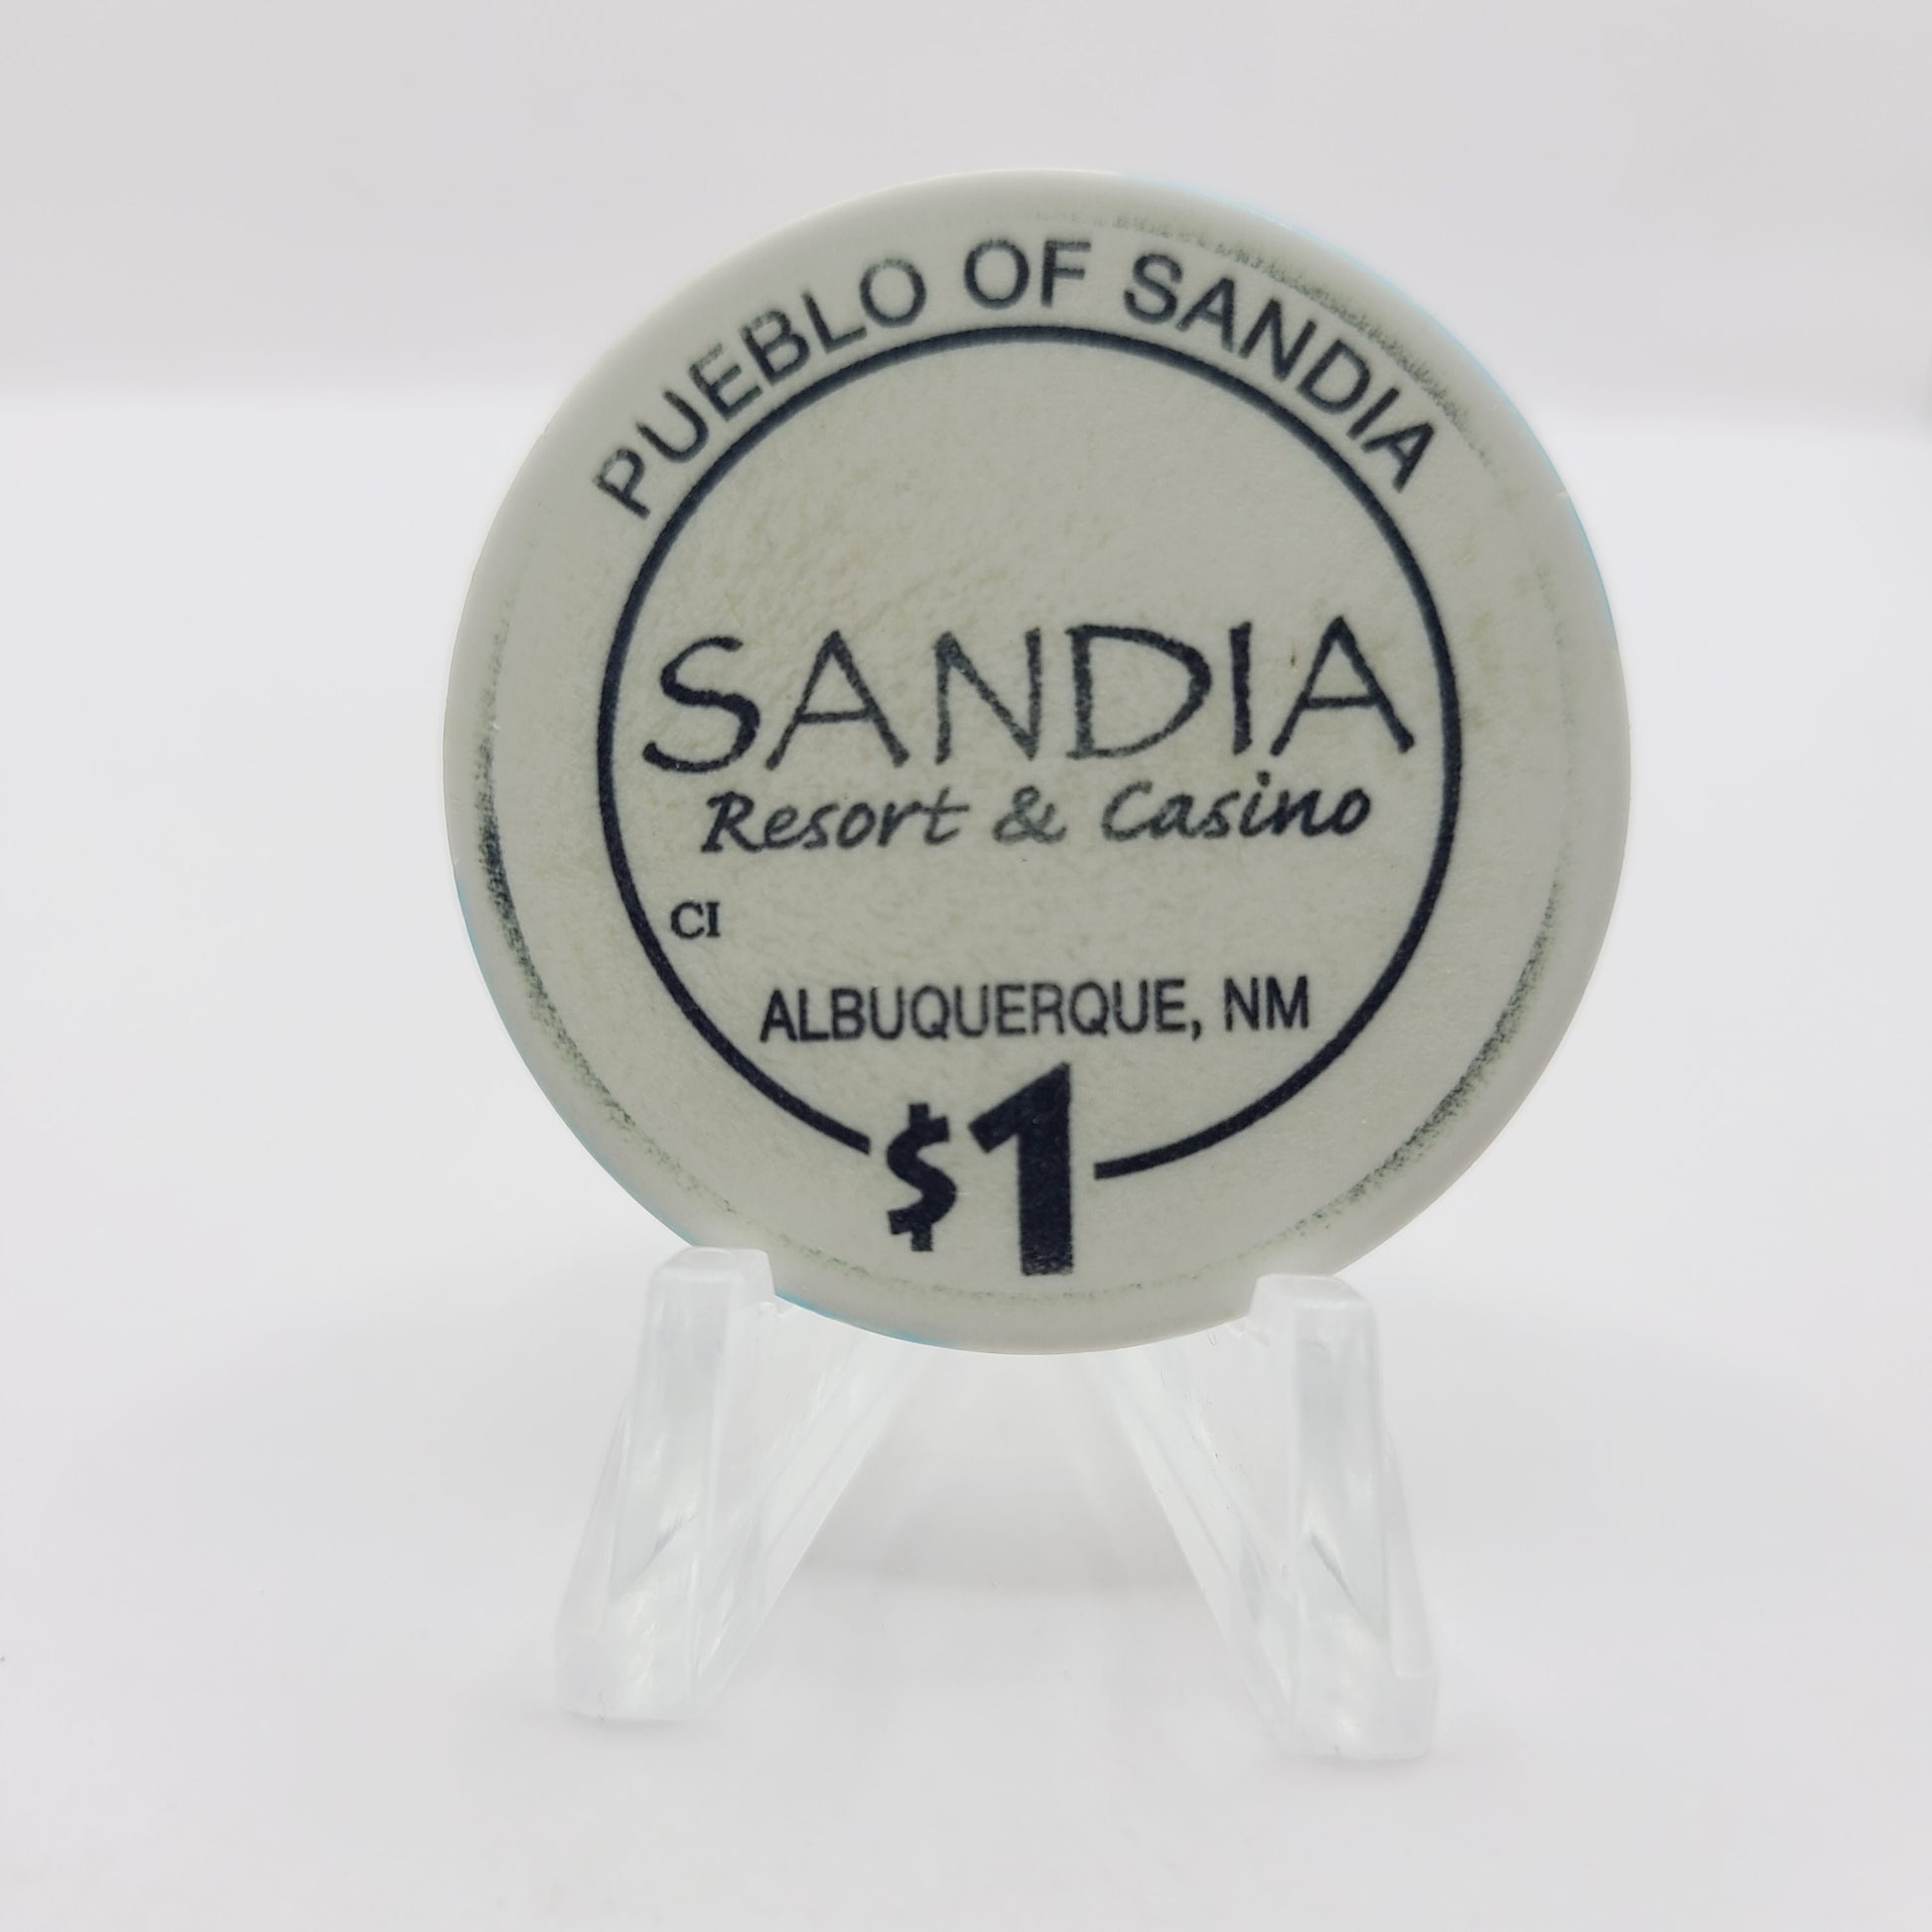 PUEBLO OF SANDIA
SANDIA
Resort & Casino
CI
ALBUQUERQUE, NM
$1